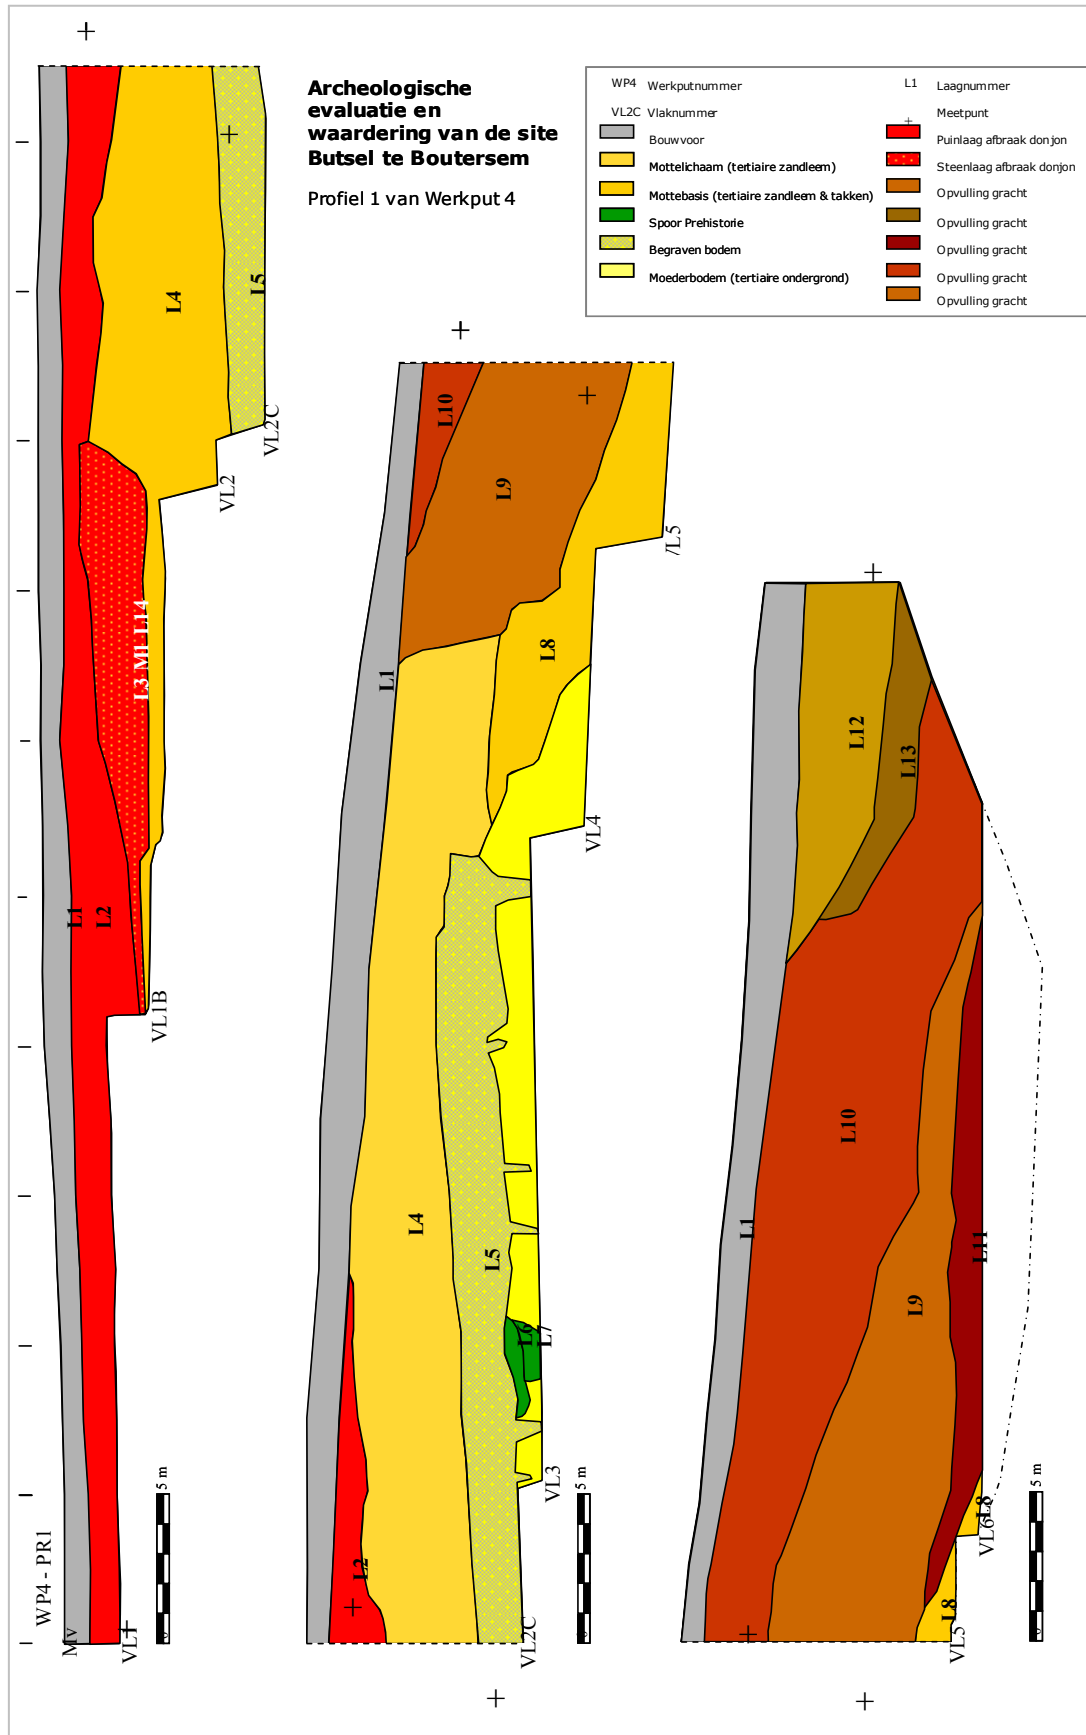 Archeologische
evaluatie en
waardering van de site
Butsel te Boutersem
Profiel 1 van Werkput 4
WP4 Werkputnummer
VL2C Vlaknummer
Bouwvoor
Mottelichaam (tertiaire zandleem)
Mottebasis (tertiaire zandleem & takken)
Spoor Prehistorie
Begraven bodem
Moederbodem (tertiaire ondergrond)
L1 Laagnummer
Meetpunt
Puinlaag afbraak donjon
Steenlaag afbraak donjon
Opvulling gracht
Opvulling gracht
Opvulling gracht
Opvulling gracht
Opvulling gracht
L4
L5
VL2C
VL2
L3 M1 L14
L1
L2
VL1B
WP4 - PR1
Mv
VL1
0 5 m
L10
L9
/L5
L8
L1
VL4
L4
L5
L6
L7
VL3
L2
VL2C
0 5 m
L12
L13
L10
L1
L11
L9
L8
VL6
L8
VL5
0 5 m